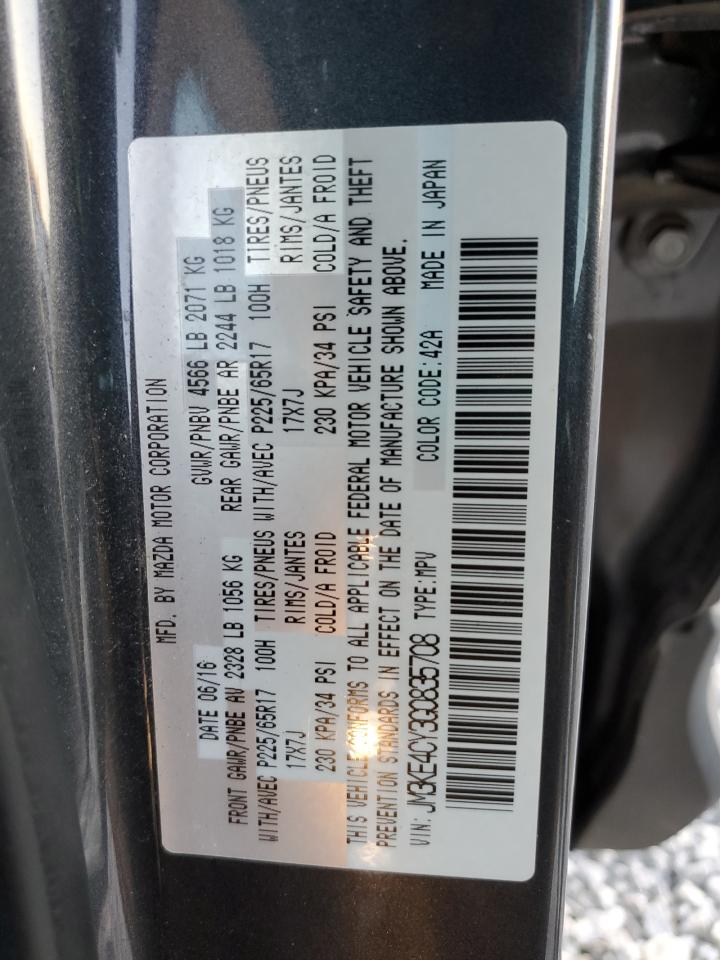 MFD. BY MAZDA MOTOR CORPORATION
DATE 06/16 GVWR/PNBV 4566 LB 2071 KG
FRONT GAWR/PNBE AV 2328 LB 1056 KG REAR GAWR/PNBE AR 2244 LB 1018 KG
WITH/AVEC P225/65R17 100H TIRES/PNEUS WITH/AVEC P225/65R17 100H TIRES/PNEUS
17X7J RIMS/JANTES 17X7J RIMS/JANTES
230 KPA/34 PSI COLD/A FROID 230 KPA/34 PSI COLD/A FROID
THIS VEHICLE CONFORMS TO ALL APPLICABLE FEDERAL MOTOR VEHICLE SAFETY AND THEFT
PREVENTION STANDARDS IN EFFECT ON THE DATE OF MANUFACTURE SHOWN ABOVE.
VIN: JM3KE4CY3G0835708 TYPE:MPV COLOR CODE:42A MADE IN JAPAN